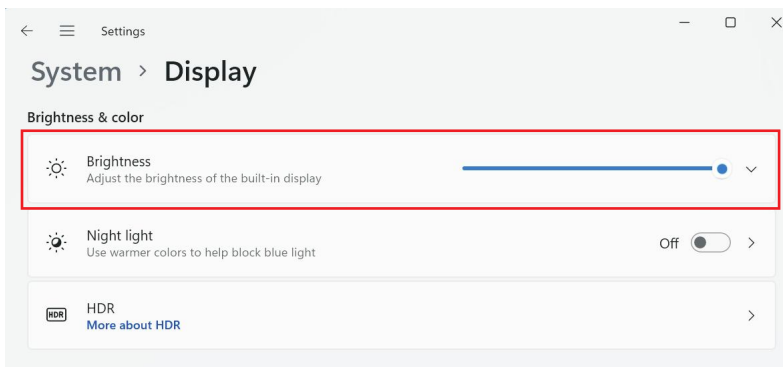 Settings
System > Display
Brightness & color
Brightness
Adjust the brightness of the built-in display
Night light
Use warmer colors to help block blue light
Off
HDR
HDR
More about HDR